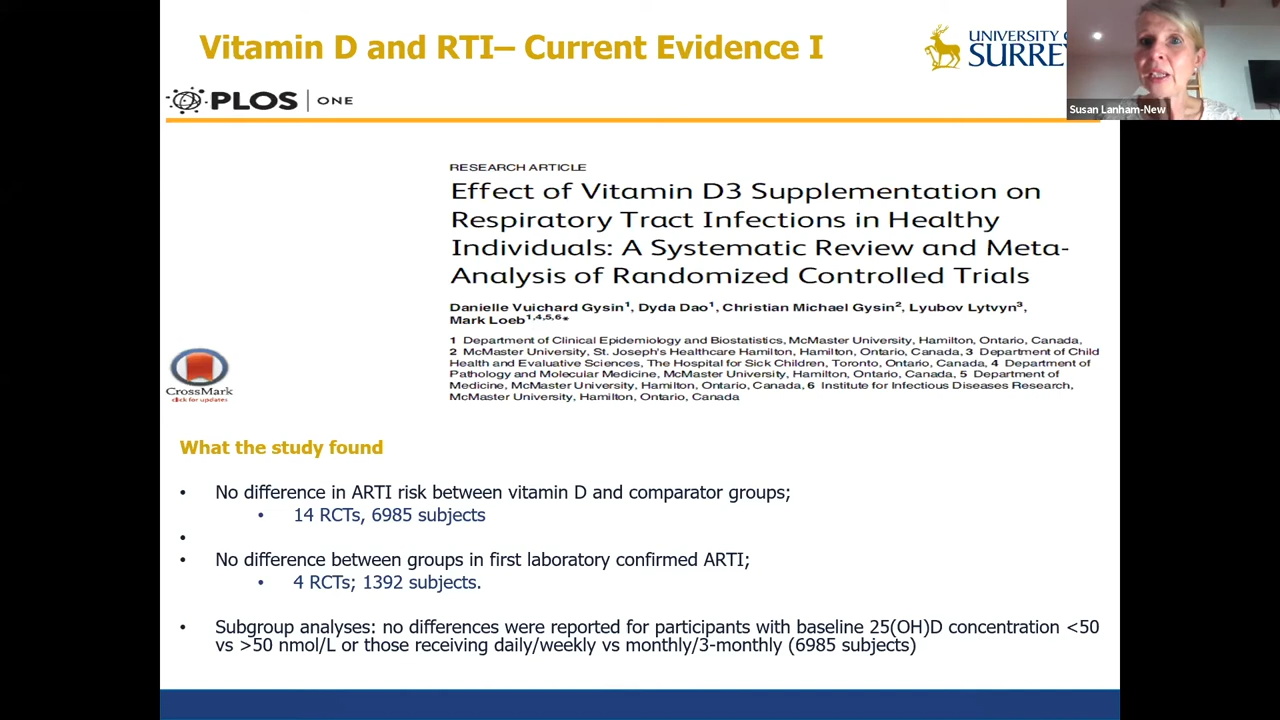 Vitamin D and RTI– Current Evidence I
UNIVERSITY O
SURREY
Susan Lanham-New
PLOS | ONE
RESEARCH ARTICLE
Effect of Vitamin D3 Supplementation on
Respiratory Tract Infections in Healthy
Individuals: A Systematic Review and Meta-
Analysis of Randomized Controlled Trials
Danielle Vuichard Gysin1, Dyda Dao1, Christian Michael Gysin2, Lyubov Lytvyn3,
Mark Loeb1,4,5,6*
1 Department of Clinical Epidemiology and Biostatistics, McMaster University, Hamilton, Ontario, Canada,
2 McMaster University, St. Joseph's Healthcare Hamilton, Hamilton, Ontario, Canada, 3 Department of Child
Health and Evaluative Sciences, The Hospital for Sick Children, Toronto, Ontario, Canada, 4 Department of
Pathology and Molecular Medicine, McMaster University, Hamilton, Ontario, Canada, 5 Department of
Medicine, McMaster University, Hamilton, Ontario, Canada, 6 Institute for Infectious Diseases Research,
McMaster University, Hamilton, Ontario, Canada
CrossMark
click for updates
What the study found
• No difference in ARTI risk between vitamin D and comparator groups;
• 14 RCTs, 6985 subjects
•
• No difference between groups in first laboratory confirmed ARTI;
• 4 RCTs; 1392 subjects.
• Subgroup analyses: no differences were reported for participants with baseline 25(OH)D concentration <50
vs >50 nmol/L or those receiving daily/weekly vs monthly/3-monthly (6985 subjects)